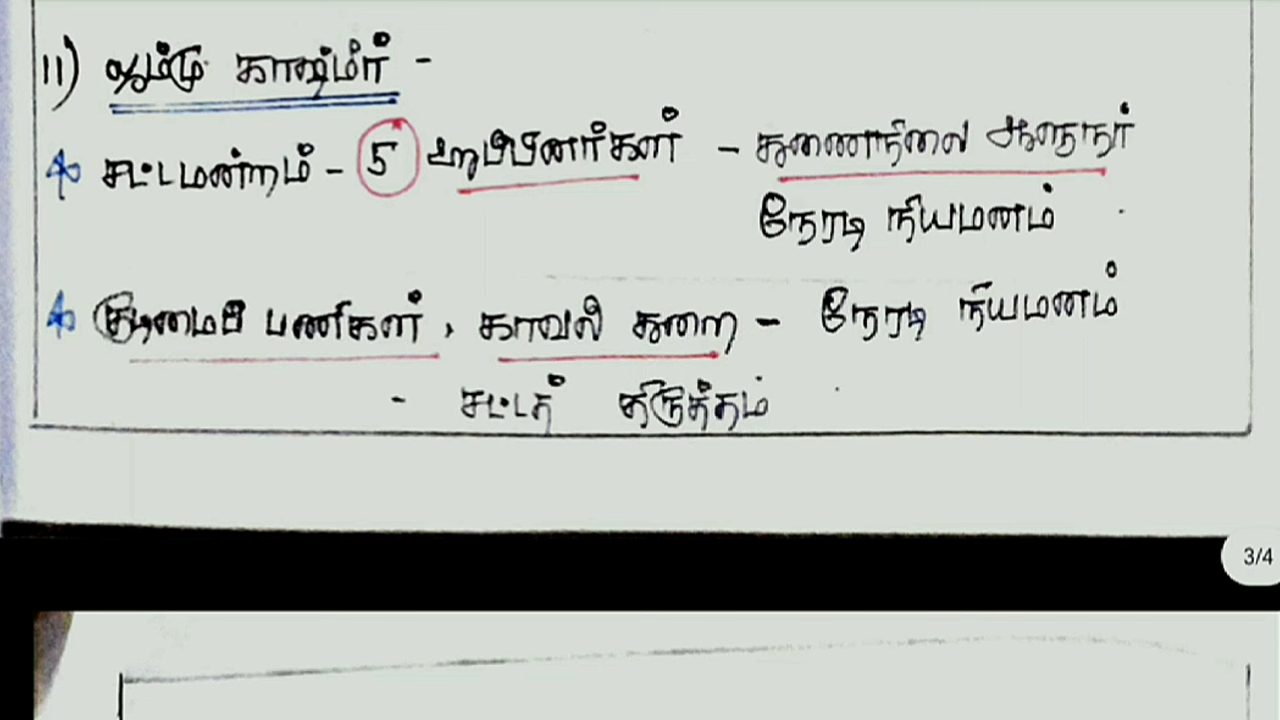 11) ஜம்மு காஷ்மீர் -
சட்டமன்றம் - 5 உறுப்பினர்கள் - துணைநிலை ஆளுநர்
நேரடி நியமனம்
குடிமைப் பணிகள், காவல் துறை - நேரடி நியமனம்
- சட்டத் திருத்தம்
3/4